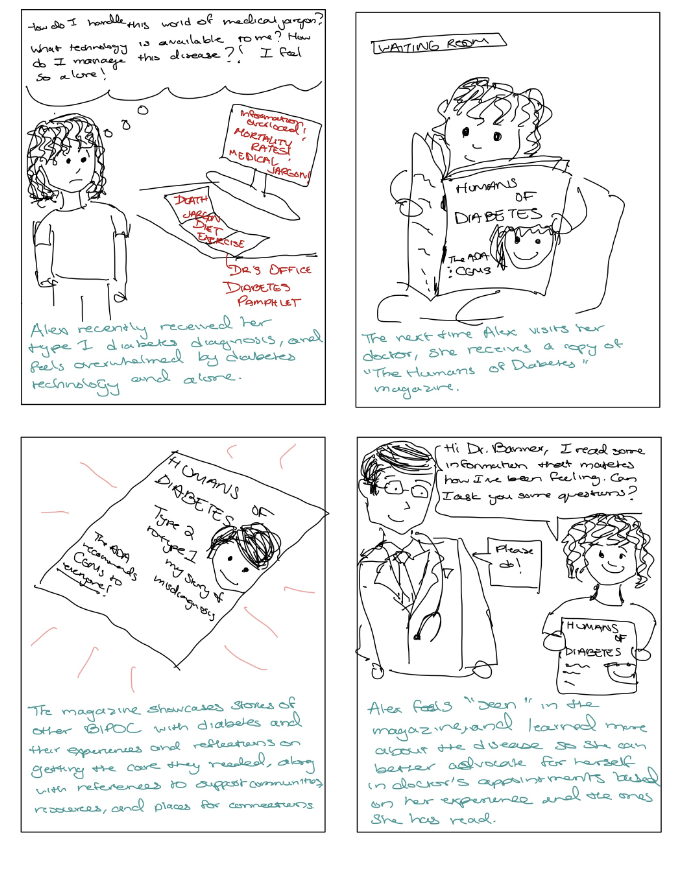 How do I handle this world of medical jargon?
What technology is available to me? How
do I manage this disease?! I feel
so alone!
Information
overload!
MORTALITY
RATES!
MEDICAL
JARGON
DEATH
JARGON
DIET
EXERCISE
DR'S OFFICE
DIABETES
PAMPHLET
Alex recently received her
type 1 diabetes diagnosis, and
feels overwhelmed by diabetes
technology and alone.
WAITING ROOM
HUMANS
OF
DIABETES
The ADA
: CGMS
The next time Alex visits her
doctor, she receives a copy of
"The Humans of Diabetes"
magazine.
HUMANS
OF
DIABETES
Type 2
or Type 1
my story of
misdiagnosis
The ADA
recommends
CGMs to
everyone!
The magazine showcases stories of
other BIPOC with diabetes and
their experiences and reflections on
getting the care they needed, along
with references to support communities,
resources, and places for connections
Hi Dr. Banner, I read some
information that matches
how I've been feeling. Can
I ask you some questions?
Please
do!
HUMANS
OF
DIABETES
Alex feels "seen" in the
magazine, and learned more
about the disease so she can
better advocate for herself
in doctor's appointments based
on her experience and the ones
she has read.